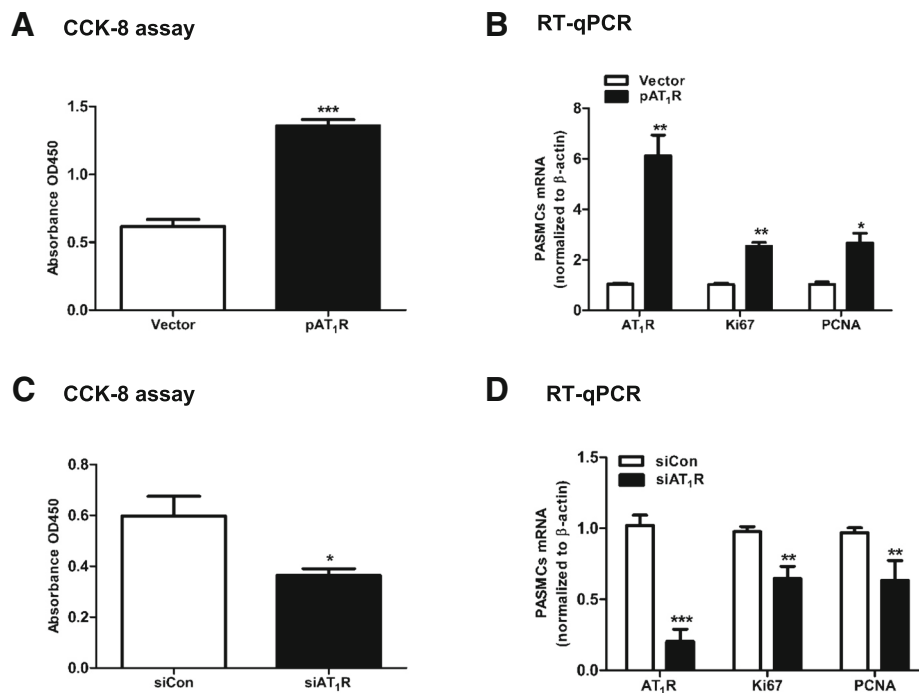 A CCK-8 assay
Absorbance OD450
1.5
1.0
0.5
0.0
***
Vector
pAT₁R
B RT-qPCR
Vector
pAT₁R
PASMCs mRNA
(normalized to β-actin)
8
6
4
2
0
**
**
*
AT₁R
Ki67
PCNA
C CCK-8 assay
Absorbance OD450
0.8
0.6
0.4
0.2
0.0
*
siCon
siAT₁R
D RT-qPCR
siCon
siAT₁R
PASMCs mRNA
(normalized to β-actin)
1.5
1.0
0.5
0.0
***
**
**
AT₁R
Ki67
PCNA